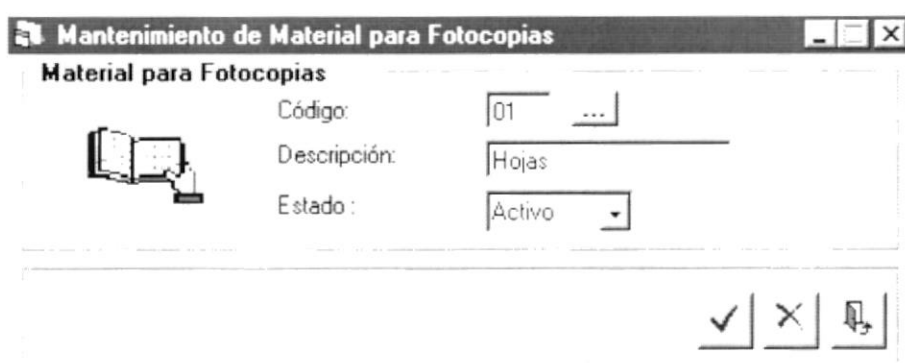 Mantenimiento de Material para Fotocopias
Material para Fotocopias
Código: 01 ...
Descripción: Hojas
Estado : Activo